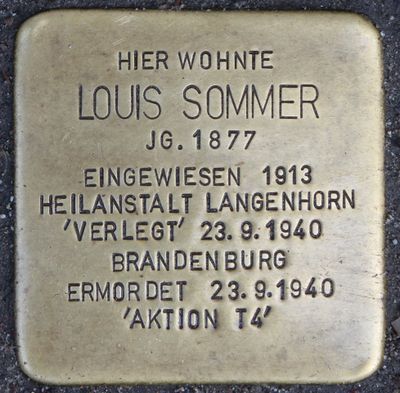 HIER WOHNTE
LOUIS SOMMER
JG. 1877
EINGEWIESEN 1913
HEILANSTALT LANGENHORN
'VERLEGT' 23.9.1940
BRANDENBURG
ERMORDET 23.9.1940
'AKTION T4'